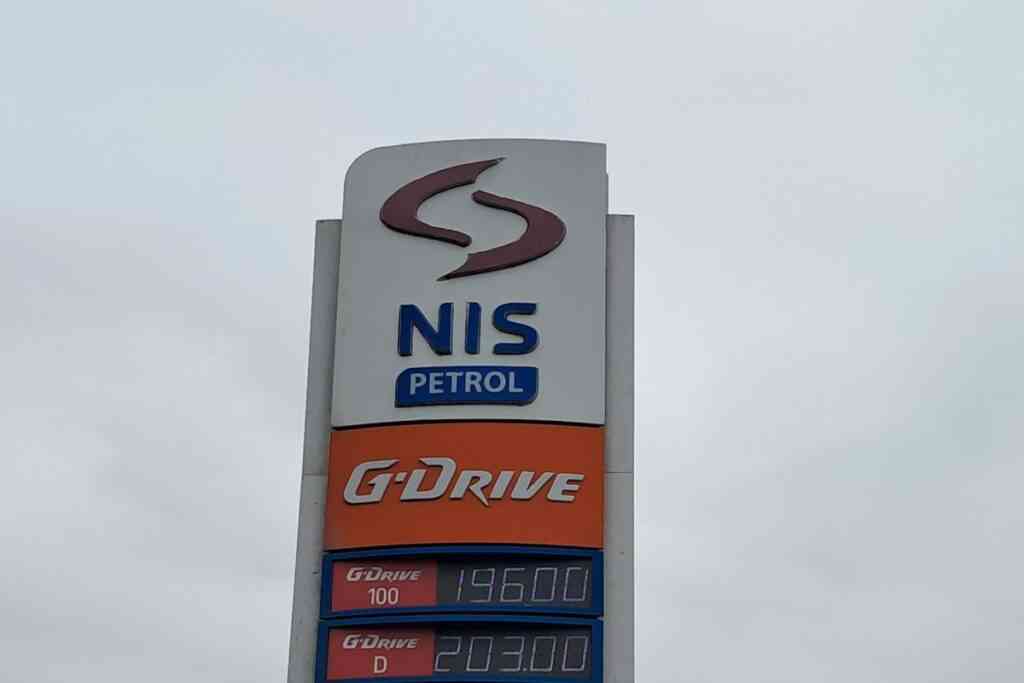 NIS
PETROL
G-DRIVE
G-DRIVE 196.00
100
G-DRIVE 203.00
D